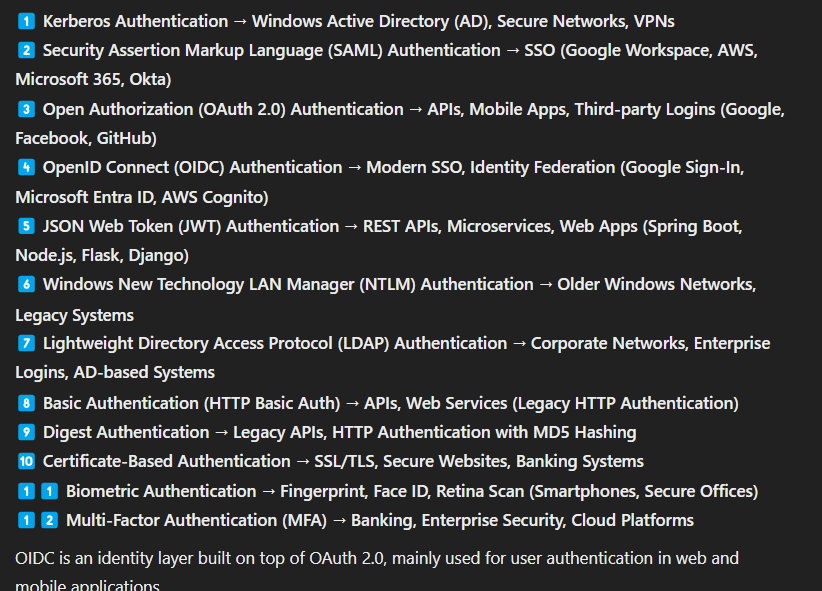 1 Kerberos Authentication → Windows Active Directory (AD), Secure Networks, VPNs
2 Security Assertion Markup Language (SAML) Authentication → SSO (Google Workspace, AWS,
Microsoft 365, Okta)
3 Open Authorization (OAuth 2.0) Authentication → APIs, Mobile Apps, Third-party Logins (Google,
Facebook, GitHub)
4 OpenID Connect (OIDC) Authentication → Modern SSO, Identity Federation (Google Sign-In,
Microsoft Entra ID, AWS Cognito)
5 JSON Web Token (JWT) Authentication → REST APIs, Microservices, Web Apps (Spring Boot,
Node.js, Flask, Django)
6 Windows New Technology LAN Manager (NTLM) Authentication → Older Windows Networks,
Legacy Systems
7 Lightweight Directory Access Protocol (LDAP) Authentication → Corporate Networks, Enterprise
Logins, AD-based Systems
8 Basic Authentication (HTTP Basic Auth) → APIs, Web Services (Legacy HTTP Authentication)
9 Digest Authentication → Legacy APIs, HTTP Authentication with MD5 Hashing
10 Certificate-Based Authentication → SSL/TLS, Secure Websites, Banking Systems
1 1 Biometric Authentication → Fingerprint, Face ID, Retina Scan (Smartphones, Secure Offices)
1 2 Multi-Factor Authentication (MFA) → Banking, Enterprise Security, Cloud Platforms
OIDC is an identity layer built on top of OAuth 2.0, mainly used for user authentication in web and
mobile applications